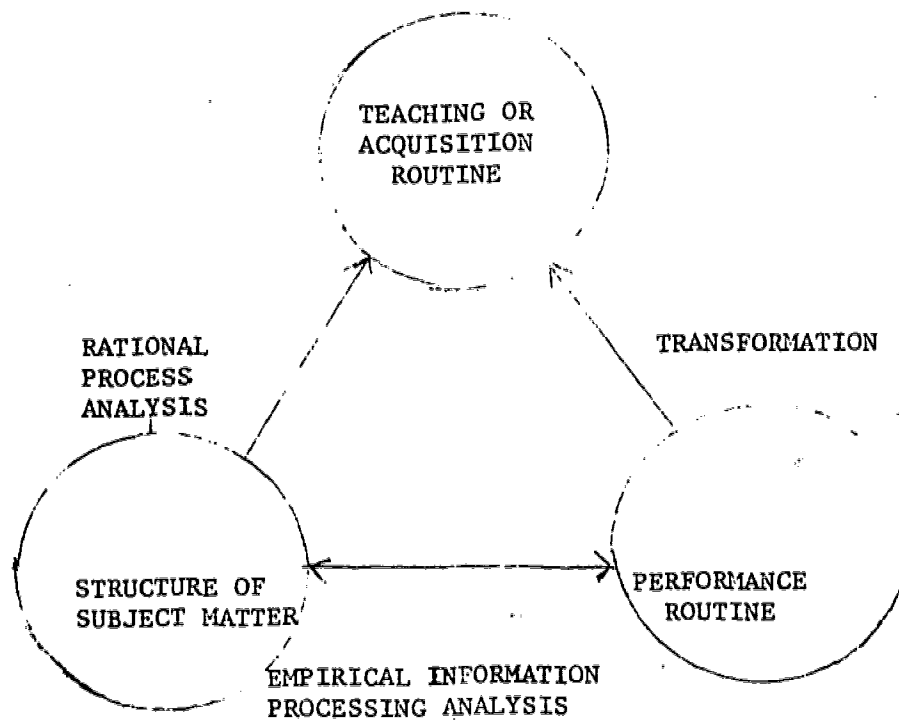 TEACHING OR
ACQUISITION
ROUTINE
RATIONAL
PROCESS
ANALYSIS
TRANSFORMATION
STRUCTURE OF
SUBJECT MATTER
PERFORMANCE
ROUTINE
EMPIRICAL INFORMATION
PROCESSING ANALYSIS